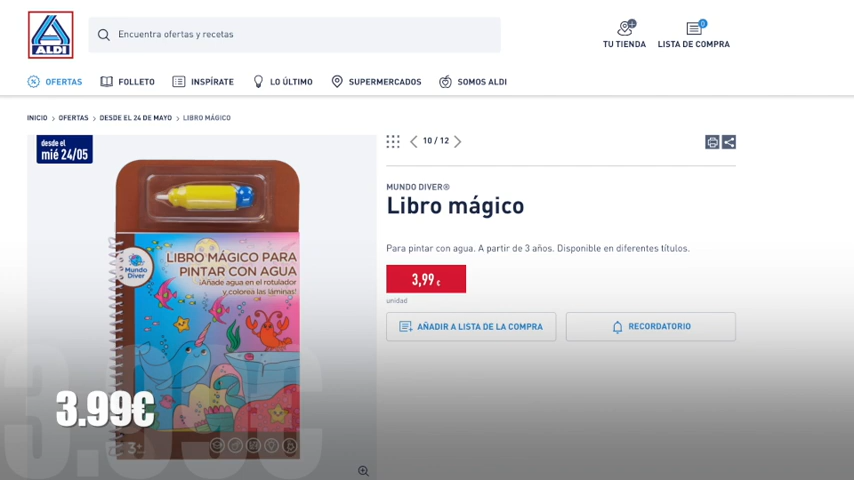 ALDI
Encuentra ofertas y recetas
TU TIENDA
0
LISTA DE COMPRA
OFERTAS
FOLLETO
INSPÍRATE
LO ÚLTIMO
SUPERMERCADOS
SOMOS ALDI
INICIO > OFERTAS > DESDE EL 24 DE MAYO > LIBRO MÁGICO
desde el
mié 24/05
10 / 12
MUNDO DIVER®
Libro mágico
Para pintar con agua. A partir de 3 años. Disponible en diferentes títulos.
3,99 €
unidad
AÑADIR A LISTA DE LA COMPRA
RECORDATORIO
Mundo
Diver
LIBRO MÁGICO PARA
PINTAR CON AGUA
¡Añade agua en el rotulador
y colorea las láminas!
3.99€
3.99€
3+